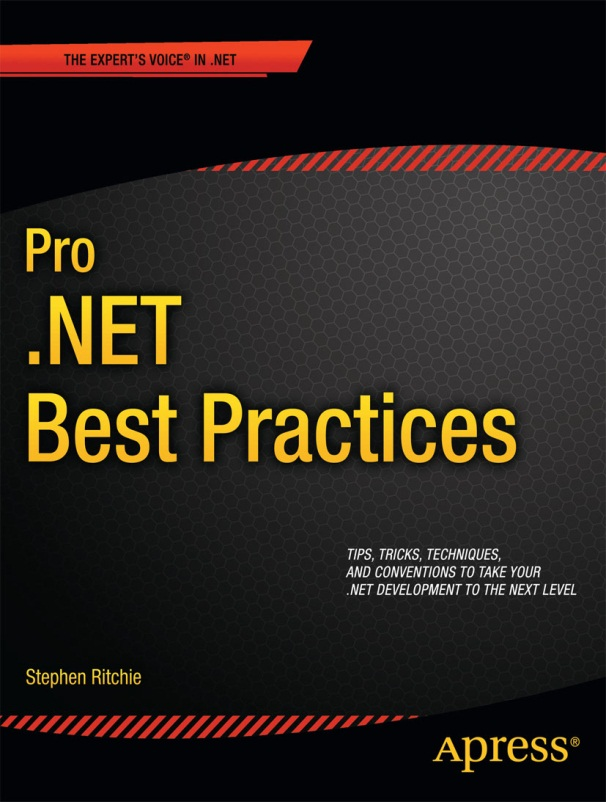 THE EXPERT'S VOICE® IN .NET
Pro
.NET
Best Practices
TIPS, TRICKS, TECHNIQUES,
AND CONVENTIONS TO TAKE YOUR
.NET DEVELOPMENT TO THE NEXT LEVEL
Stephen Ritchie
Apress®